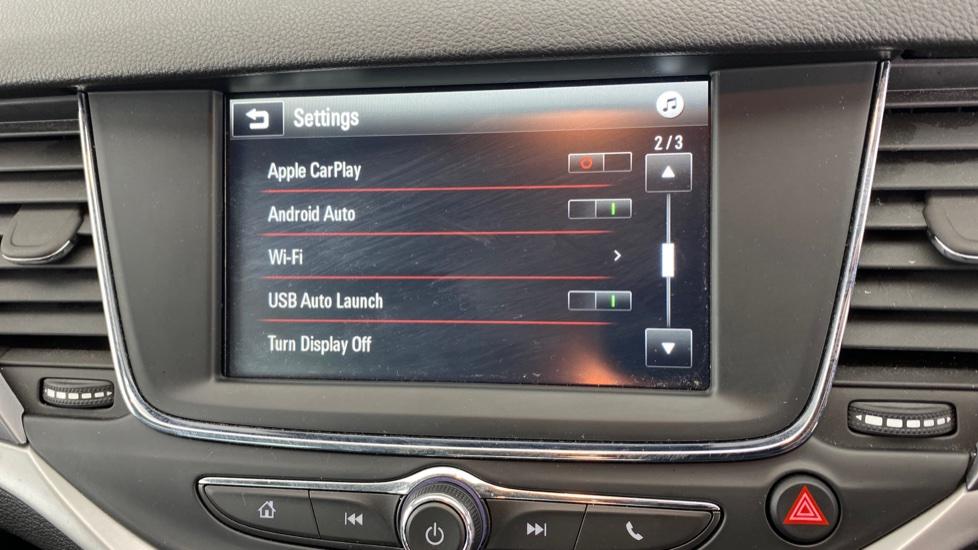 Settings
2/3
Apple CarPlay
Android Auto
Wi-Fi
USB Auto Launch
Turn Display Off